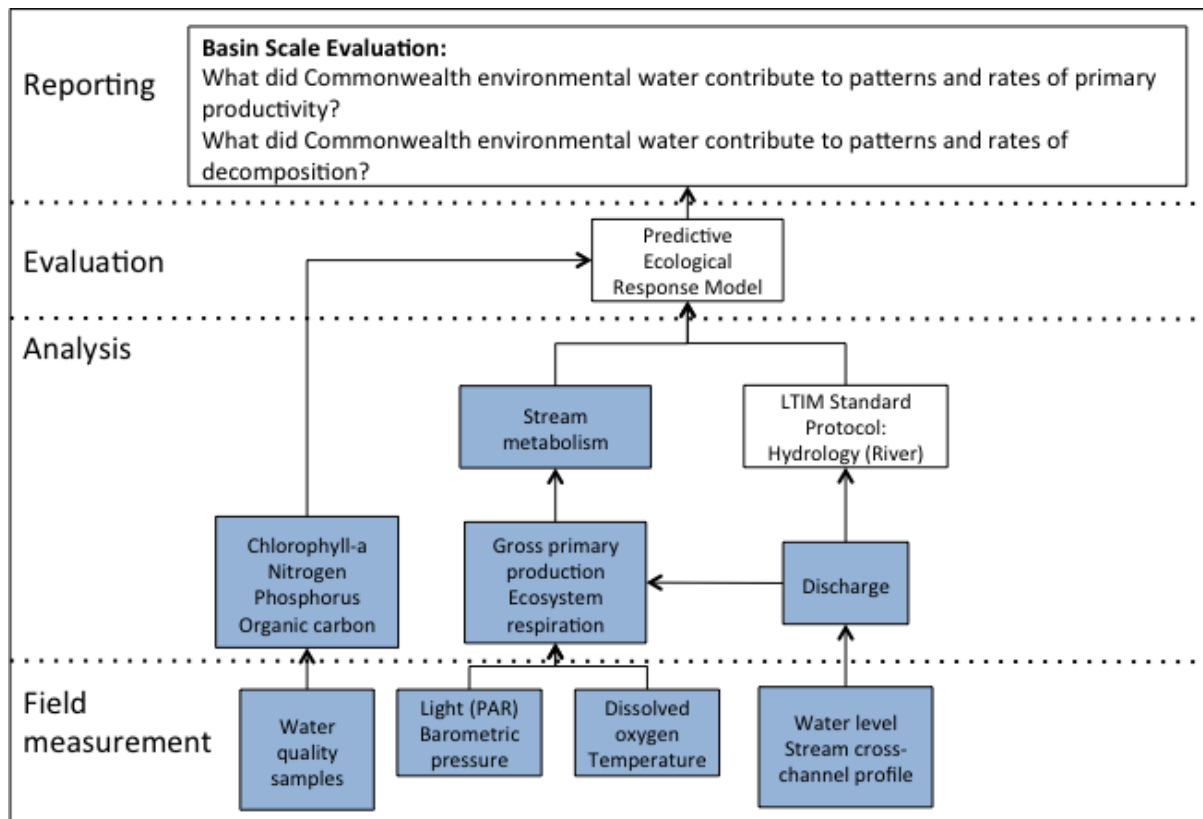 Reporting
Basin Scale Evaluation:
What did Commonwealth environmental water contribute to patterns and rates of primary
productivity?
What did Commonwealth environmental water contribute to patterns and rates of
decomposition?
Evaluation
Predictive
Ecological
Response Model
Analysis
Stream
metabolism
LTIM Standard
Protocol:
Hydrology (River)
Chlorophyll-a
Nitrogen
Phosphorus
Organic carbon
Gross primary
production
Ecosystem
respiration
Discharge
Field
measurement
Water
quality
samples
Light (PAR)
Barometric
pressure
Dissolved
oxygen
Temperature
Water level
Stream cross-
channel profile